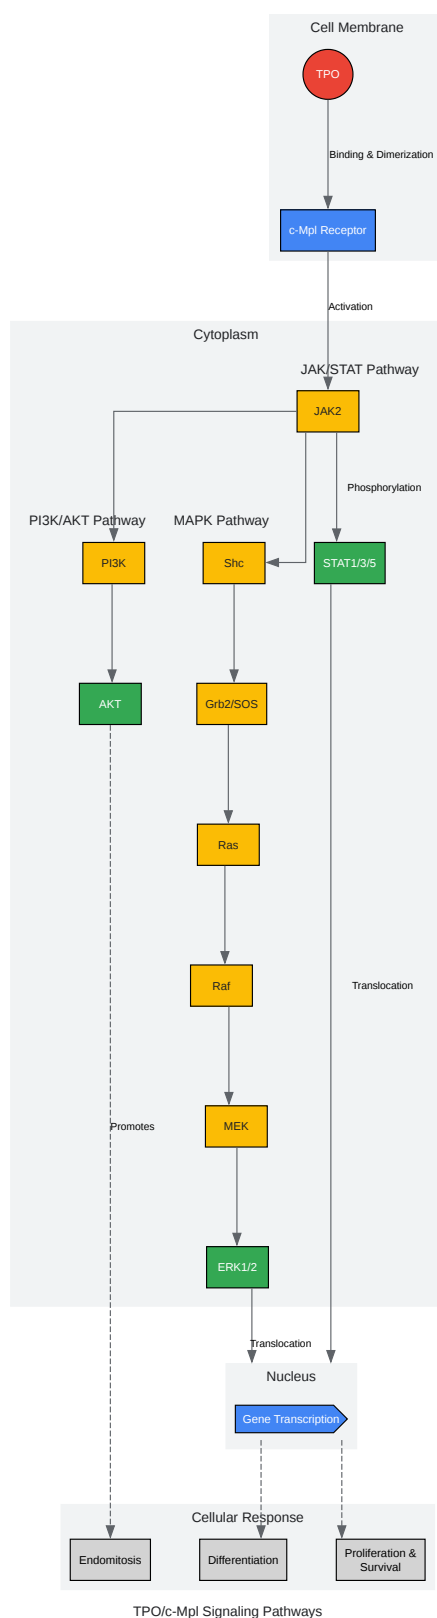 Cell Membrane
TPO
Binding & Dimerization
c-Mpl Receptor
Activation
Cytoplasm
JAK/STAT Pathway
JAK2
Phosphorylation
PI3K/AKT Pathway
MAPK Pathway
PI3K
Shc
STAT1/3/5
AKT
Grb2/SOS
Ras
Raf
Translocation
MEK
Promotes
ERK1/2
Translocation
Nucleus
Gene Transcription
Cellular Response
Endomitosis
Differentiation
Proliferation &
Survival
TPO/c-Mpl Signaling Pathways